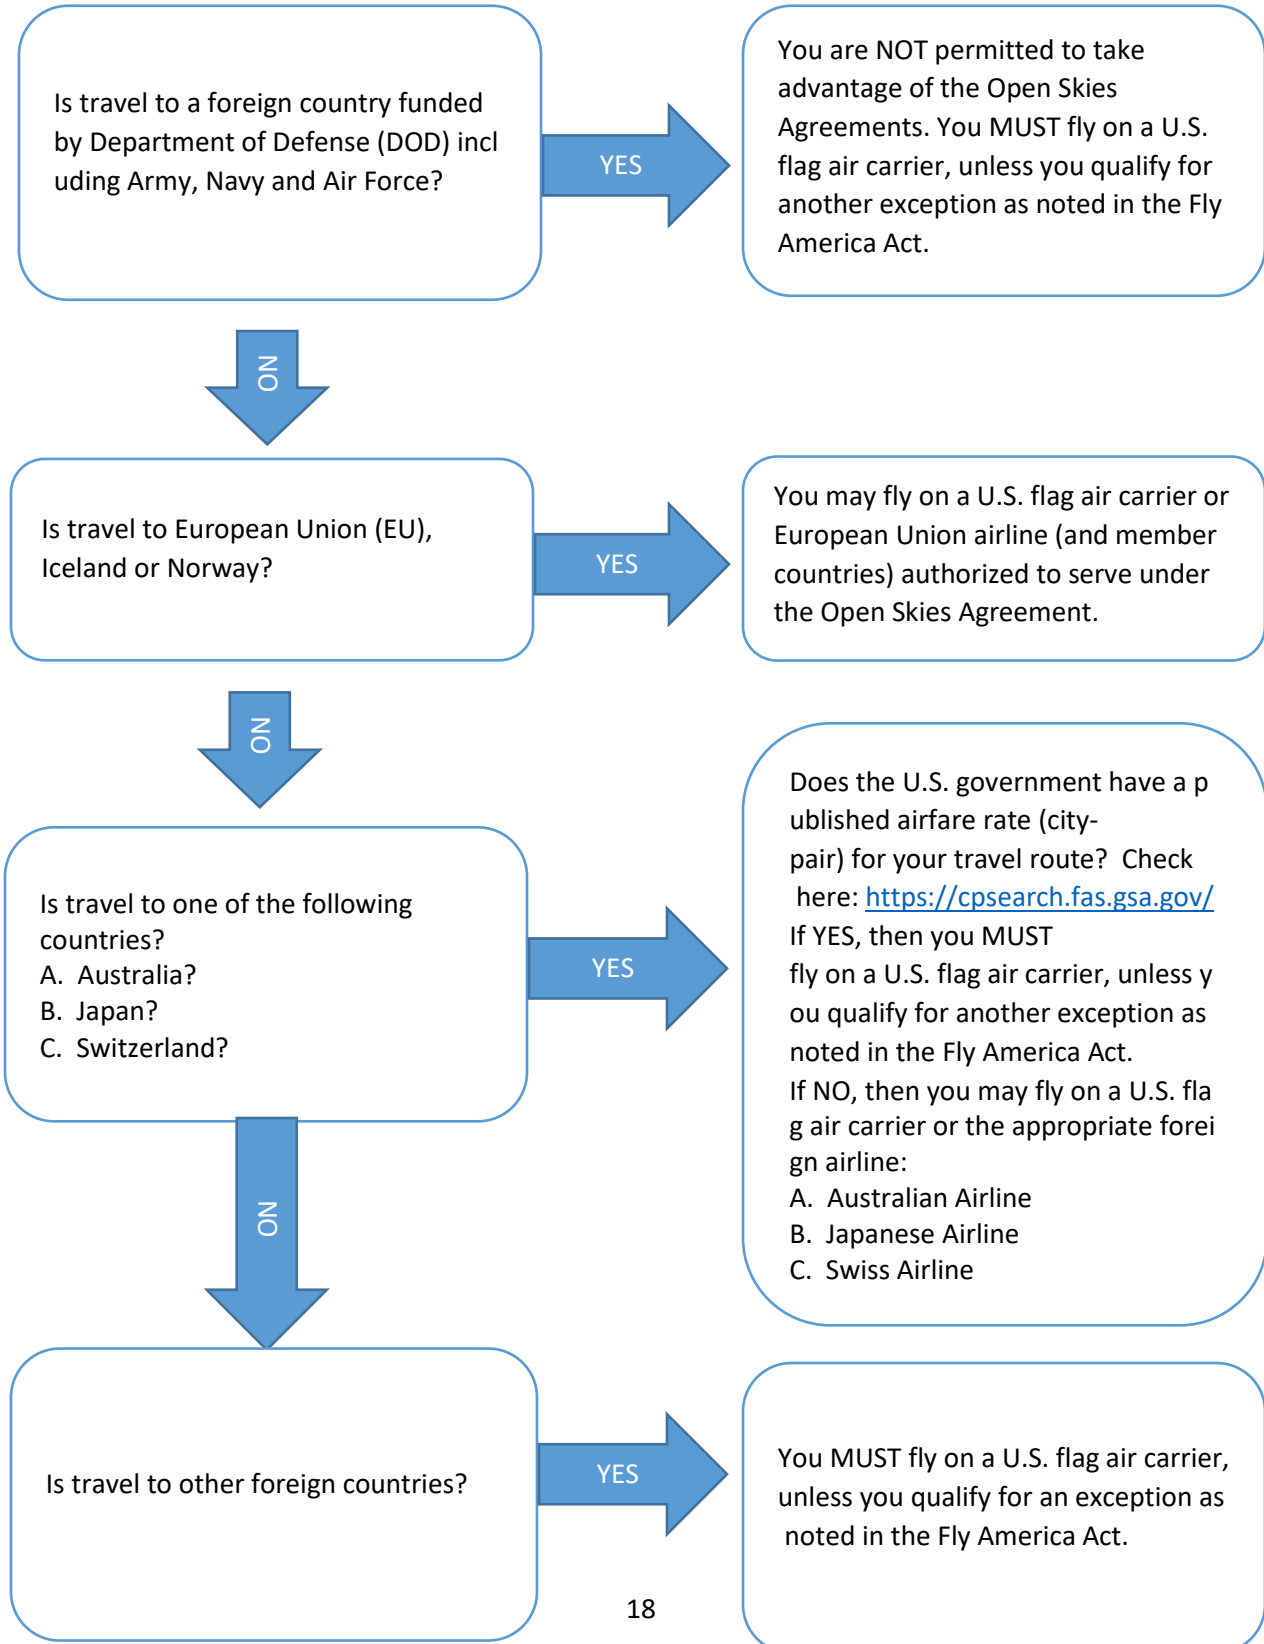 Is travel to a foreign country funded
by Department of Defense (DOD) incl
uding Army, Navy and Air Force?
YES
You are NOT permitted to take
advantage of the Open Skies
Agreements. You MUST fly on a U.S.
flag air carrier, unless you qualify for
another exception as noted in the Fly
America Act.
NO
Is travel to European Union (EU),
Iceland or Norway?
YES
You may fly on a U.S. flag air carrier or
European Union airline (and member
countries) authorized to serve under
the Open Skies Agreement.
NO
Is travel to one of the following
countries?
A. Australia?
B. Japan?
C. Switzerland?
YES
Does the U.S. government have a p
ublished airfare rate (city-
pair) for your travel route? Check
here: https://cpsearch.fas.gsa.gov/
If YES, then you MUST
fly on a U.S. flag air carrier, unless y
ou qualify for another exception as
noted in the Fly America Act.
If NO, then you may fly on a U.S. fla
g air carrier or the appropriate forei
gn airline:
A. Australian Airline
B. Japanese Airline
C. Swiss Airline
NO
Is travel to other foreign countries?
YES
You MUST fly on a U.S. flag air carrier,
unless you qualify for an exception as
noted in the Fly America Act.
18